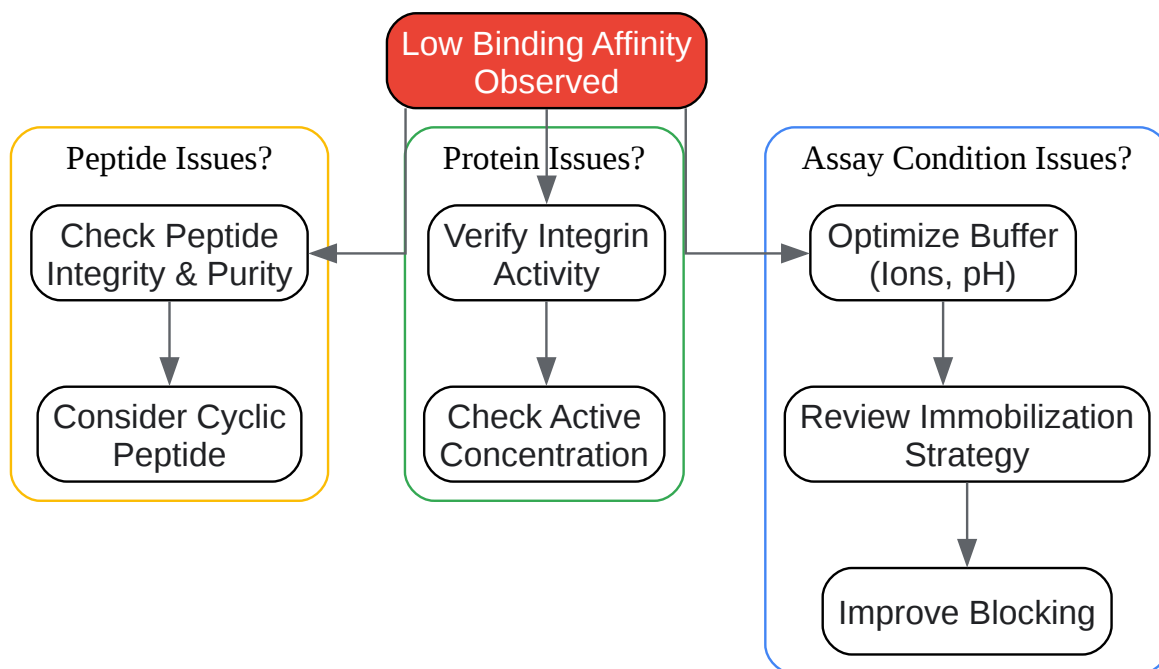 Low Binding Affinity
Observed
Peptide Issues?
Check Peptide
Integrity & Purity
Consider Cyclic
Peptide
Protein Issues?
Verify Integrin
Activity
Check Active
Concentration
Assay Condition Issues?
Optimize Buffer
(Ions, pH)
Review Immobilization
Strategy
Improve Blocking